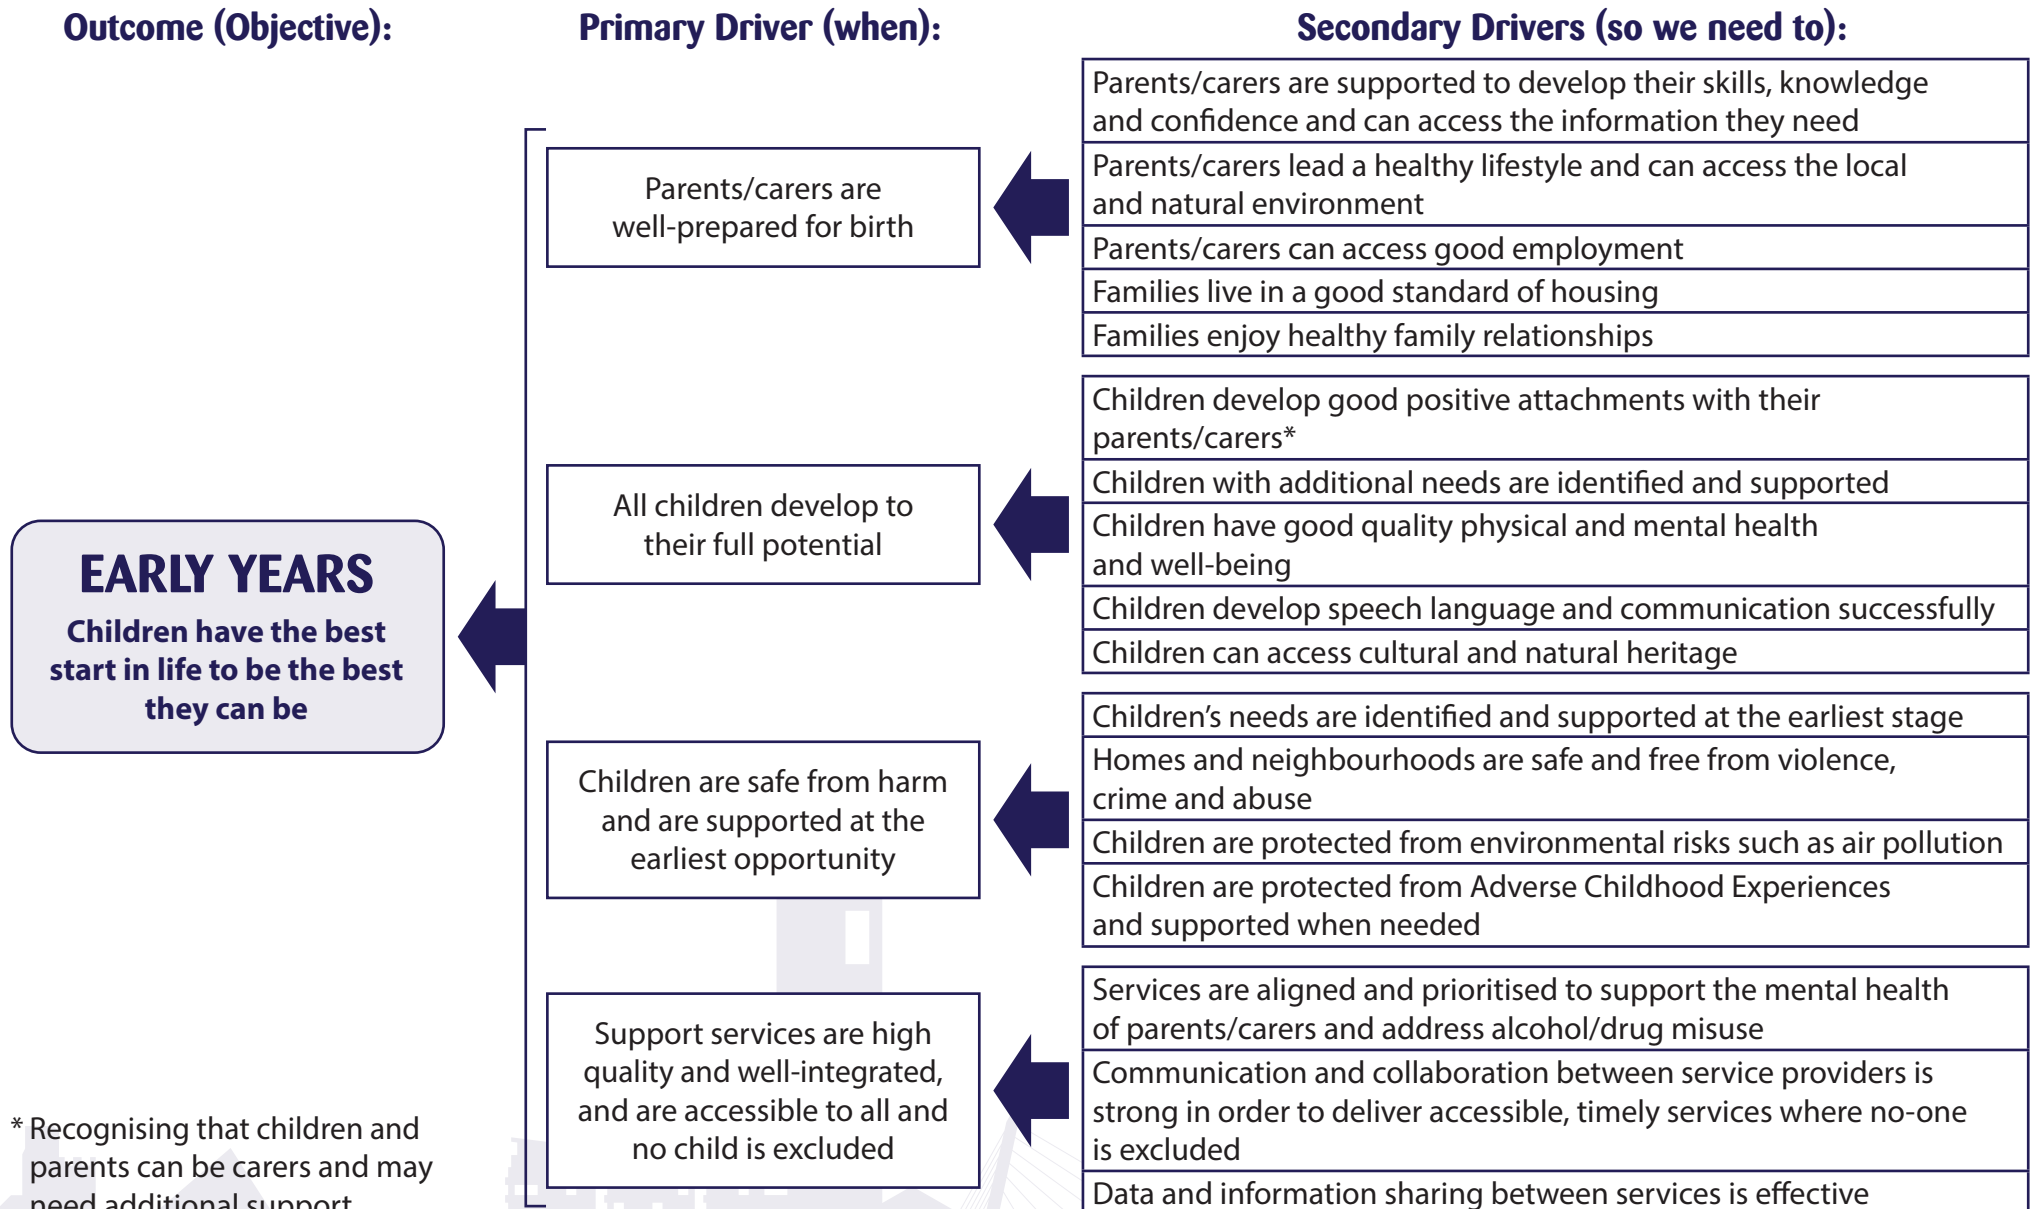 Outcome (Objective):
Primary Driver (when):
Secondary Drivers (so we need to):
EARLY YEARS
Children have the best
start in life to be the best
they can be
Parents/carers are
well-prepared for birth
Parents/carers are supported to develop their skills, knowledge
and confidence and can access the information they need
Parents/carers lead a healthy lifestyle and can access the local
and natural environment
Parents/carers can access good employment
Families live in a good standard of housing
Families enjoy healthy family relationships
All children develop to
their full potential
Children develop good positive attachments with their
parents/carers*
Children with additional needs are identified and supported
Children have good quality physical and mental health
and well-being
Children develop speech language and communication successfully
Children can access cultural and natural heritage
Children are safe from harm
and are supported at the
earliest opportunity
Children’s needs are identified and supported at the earliest stage
Homes and neighbourhoods are safe and free from violence,
crime and abuse
Children are protected from environmental risks such as air pollution
Children are protected from Adverse Childhood Experiences
and supported when needed
Support services are high
quality and well-integrated,
and are accessible to all and
no child is excluded
Services are aligned and prioritised to support the mental health
of parents/carers and address alcohol/drug misuse
Communication and collaboration between service providers is
strong in order to deliver accessible, timely services where no-one
is excluded
Data and information sharing between services is effective
* Recognising that children and
parents can be carers and may
need additional support